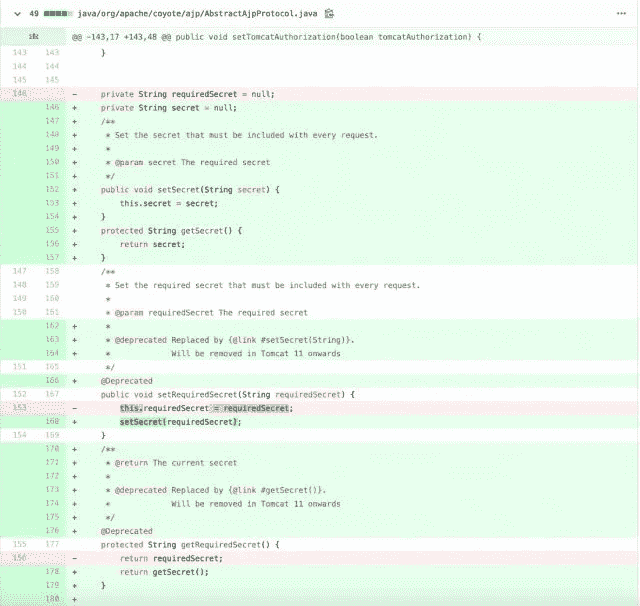 49 java/org/apache/coyote/ajp/AbstractAjpProtocol.java
@@ -143,17 +143,48 @@ public void setTomcatAuthorization(boolean tomcatAuthorization) {
143 143 }
144 144
145 145
146 - private String requiredSecret = null;
146 + private String secret = null;
147 + /**
148 + * Set the secret that must be included with every request.
149 + *
150 + * @param secret The required secret
151 + */
152 + public void setSecret(String secret) {
153 + this.secret = secret;
154 + }
155 + protected String getSecret() {
156 + return secret;
157 + }
147 158 /**
148 159 * Set the required secret that must be included with every request.
149 160 *
150 161 * @param requiredSecret The required secret
162 + *
163 + * @deprecated Replaced by {@link #setSecret(String)}.
164 + * Will be removed in Tomcat 11 onwards
151 165 */
166 + @Deprecated
152 167 public void setRequiredSecret(String requiredSecret) {
153 - this.requiredSecret = requiredSecret;
168 + setSecret(requiredSecret);
154 169 }
170 + /**
171 + * @return The current secret
172 + *
173 + * @deprecated Replaced by {@link #getSecret()}.
174 + * Will be removed in Tomcat 11 onwards
175 + */
176 + @Deprecated
155 177 protected String getRequiredSecret() {
156 - return requiredSecret;
178 + return getSecret();
179 + }
180 +